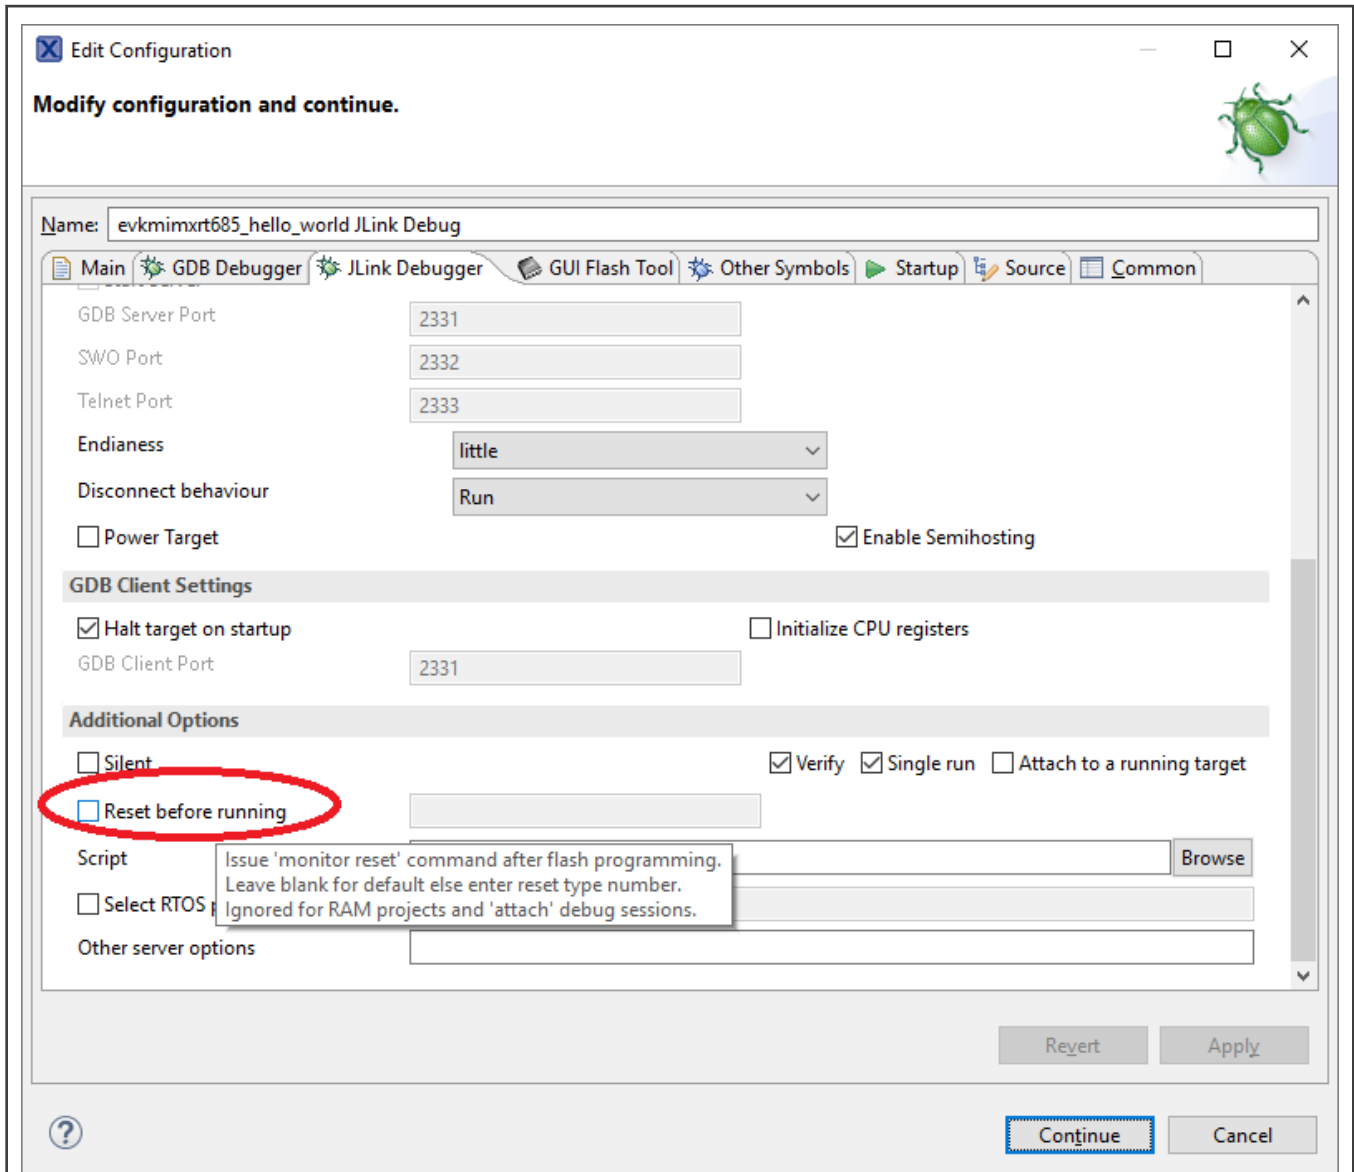 Edit Configuration
Modify configuration and continue.
Name: evkmimxrt685_hello_world JLink Debug
Main GDB Debugger JLink Debugger GUI Flash Tool Other Symbols Startup Source Common
GDB Server Port 2331
SWO Port 2332
Telnet Port 2333
Endianess little
Disconnect behaviour Run
Power Target Enable Semihosting
GDB Client Settings
Halt target on startup Initialize CPU registers
GDB Client Port 2331
Additional Options
Silent Verify Single run Attach to a running target
Reset before running
Script Browse
Issue 'monitor reset' command after flash programming.
Leave blank for default else enter reset type number.
Ignored for RAM projects and 'attach' debug sessions.
Select RTOS
Other server options
Revert Apply
Continue Cancel